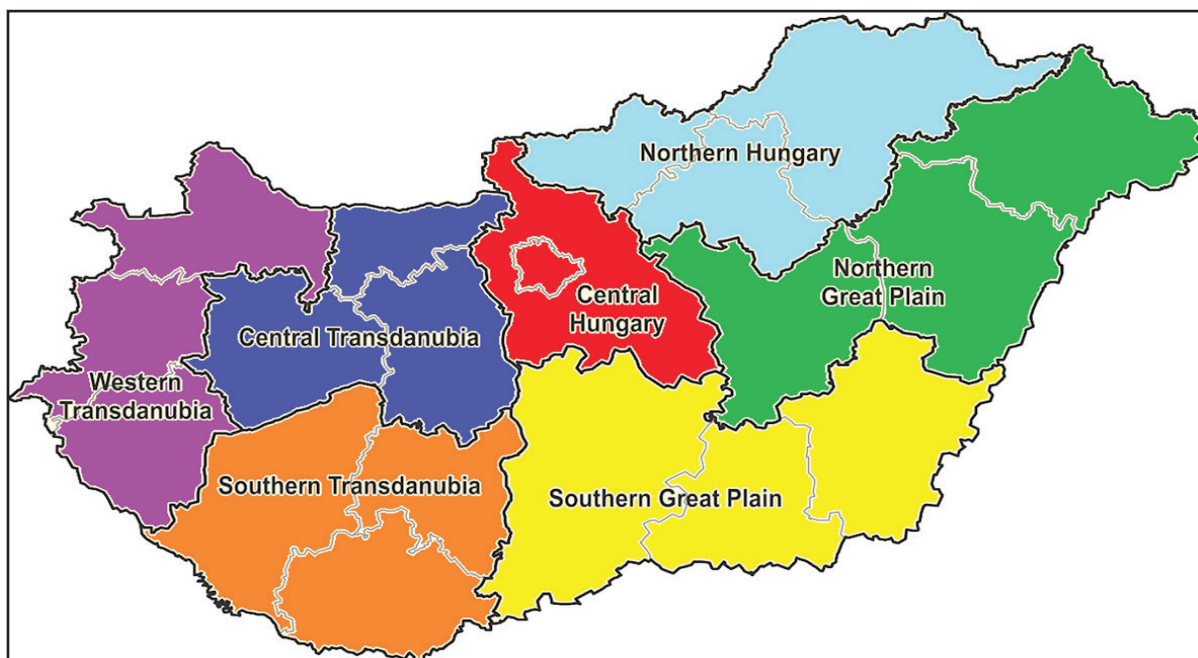 Northern Hungary
Northern
Great Plain
Central
Hungary
Central Transdanubia
Western
Transdanubia
Southern Transdanubia
Southern Great Plain